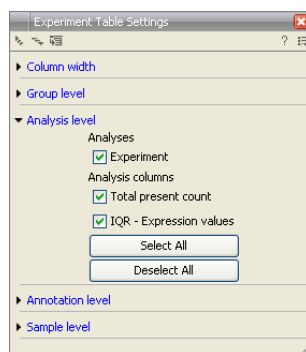 Experiment Table Settings
?
Column width
Group level
Analysis level
Analyses
Experiment
Analysis columns
Total present count
IQR - Expression values
Select All
Deselect All
Annotation level
Sample level